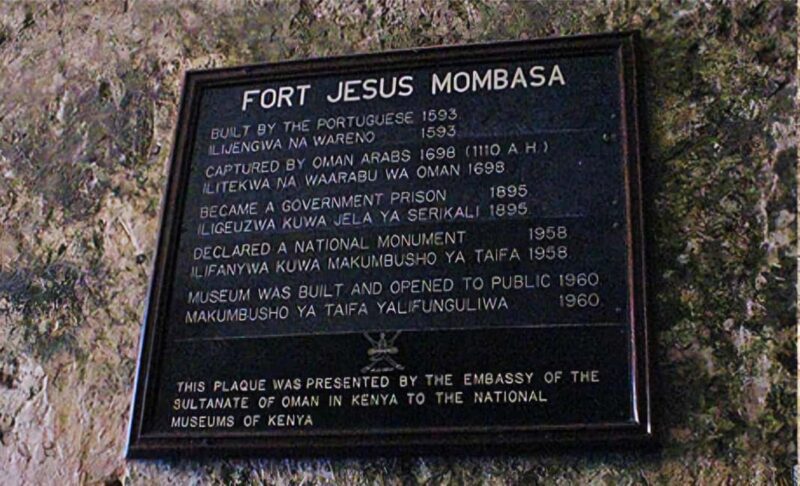 FORT JESUS MOMBASA
BUILT BY THE PORTUGUESE 1593
ILIJENGWA NA WARENO 1593
CAPTURED BY OMAN ARABS 1698 (1110 A.H.)
ILITEKWA NA WAARABU WA OMAN 1698
BECAME A GOVERNMENT PRISON 1895
ILIGEUZWA KUWA JELA YA SERIKALI 1895
DECLARED A NATIONAL MONUMENT 1958
ILIFANYWA KUWA MAKUMBUSHO YA TAIFA 1958
MUSEUM WAS BUILT AND OPENED TO PUBLIC 1960
MAKUMBUSHO YA TAIFA YALIFUNGULIWA 1960
THIS PLAQUE WAS PRESENTED BY THE EMBASSY OF THE
SULTANATE OF OMAN IN KENYA TO THE NATIONAL
MUSEUMS OF KENYA